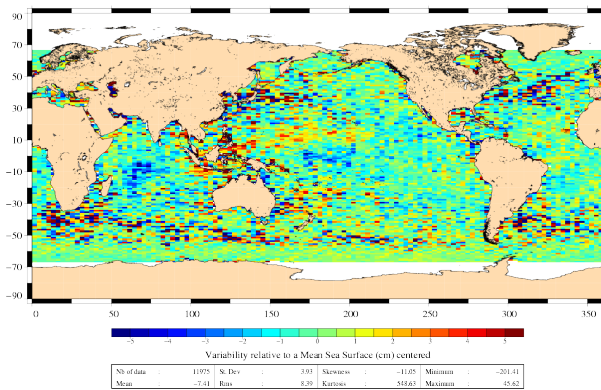 90
70
50
30
10
−10
−30
−50
−70
−90
0 50 100 150 200 250 300 350
−5 −4 −3 −2 −1 0 1 2 3 4 5
Variability relative to a Mean Sea Surface (cm) centered
Nb of data : 11975 St. Dev : 3.93 Skewness : −11.05 Minimum : −201.41
Mean : −7.41 Rms : 8.39 Kurtosis : 548.63 Maximum : 45.62